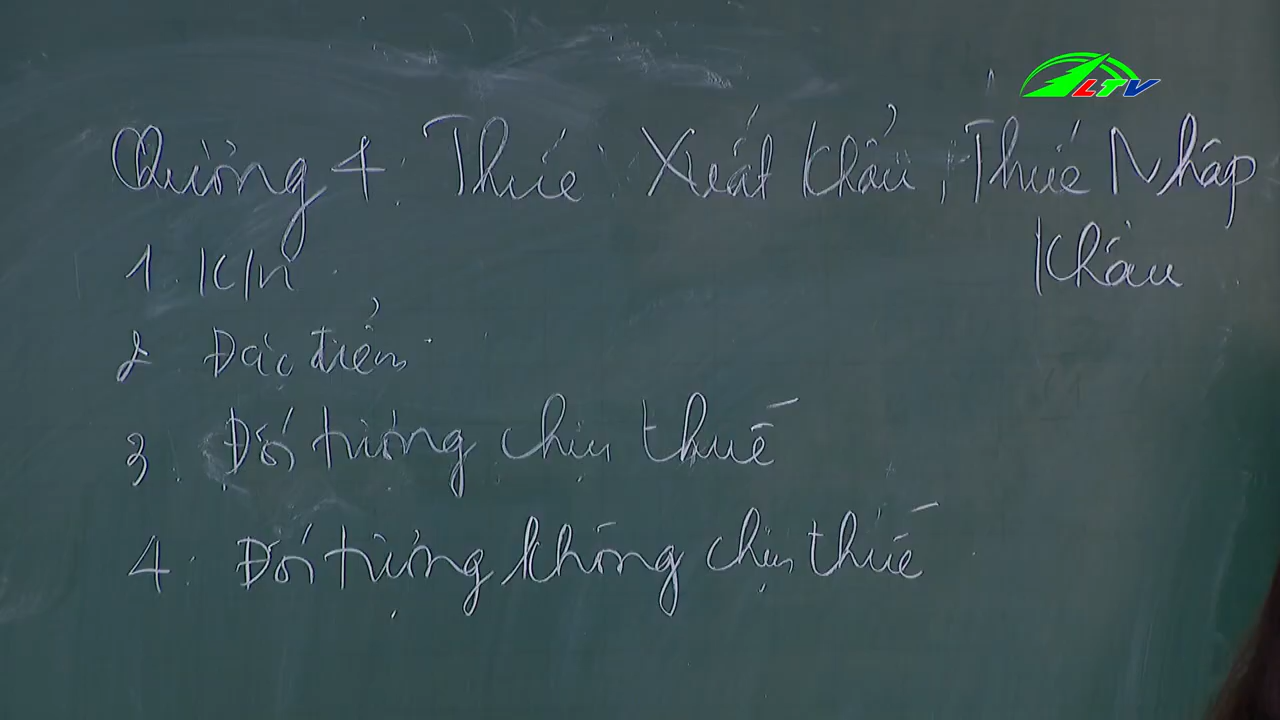 LTV
Chương 4: Thuế Xuất khẩu, Thuế Nhập
Khẩu
1. K/n
2 Đặc điểm
3. Đối tượng chịu thuế
4. Đối tượng không chịu thuế